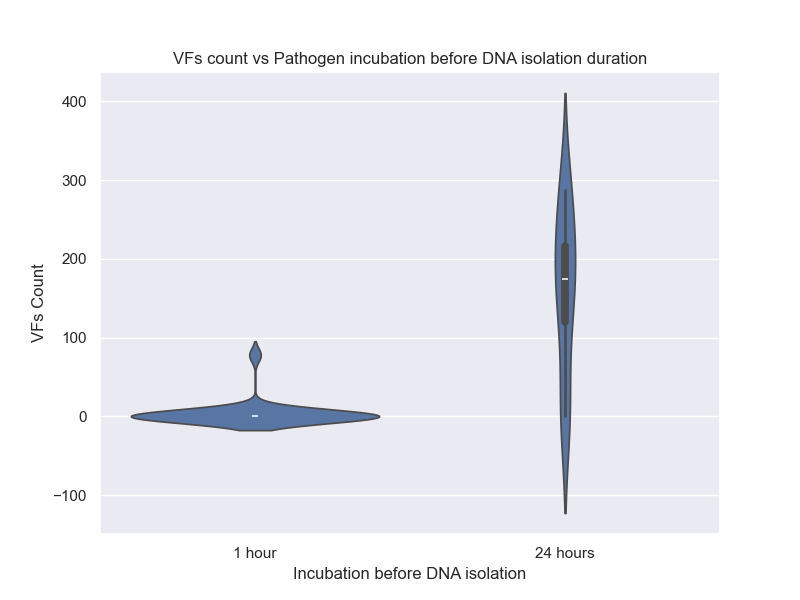 VFs count vs Pathogen incubation before DNA isolation duration
400
300
200
100
0
−100
VFs Count
1 hour
24 hours
Incubation before DNA isolation